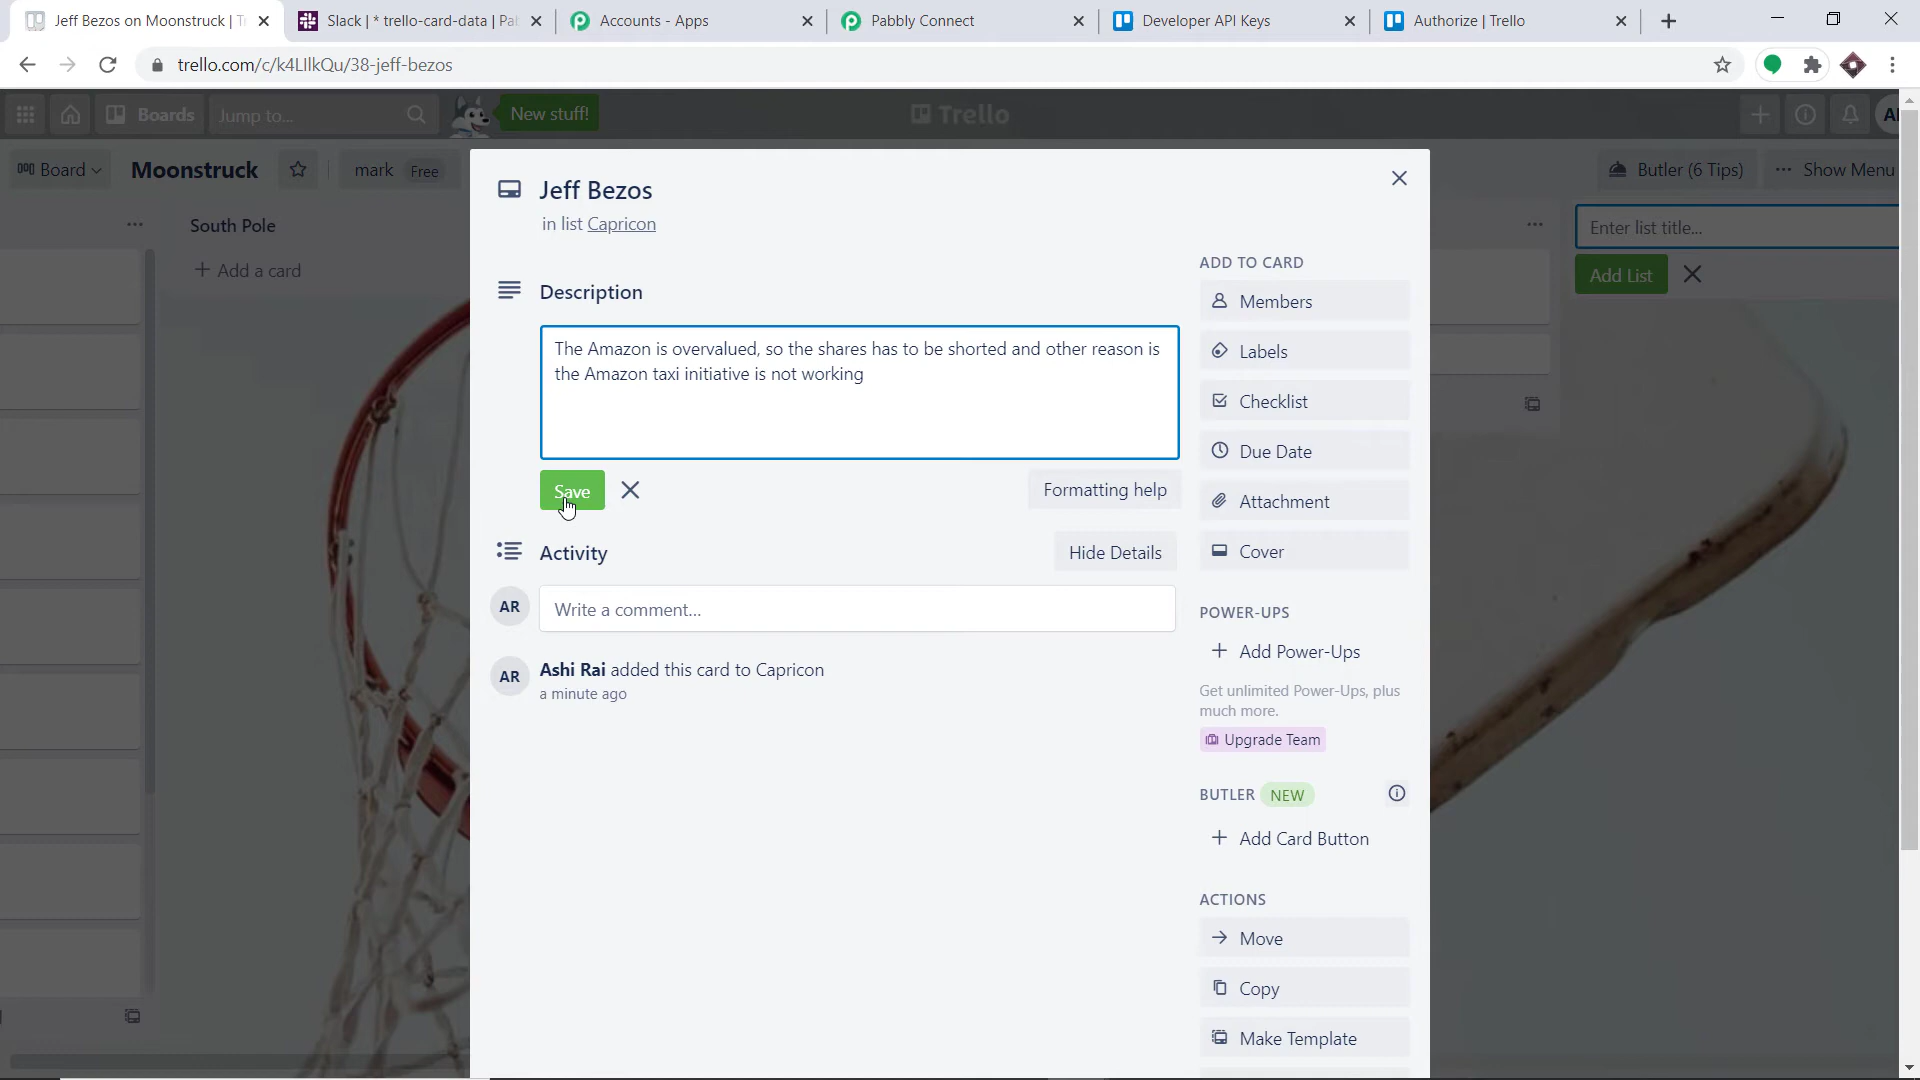 Jeff Bezos on Moonstruck | T
Slack | * trello-card-data | Pab
Accounts - Apps
Pabbly Connect
Developer API Keys
Authorize | Trello
trello.com/c/k4LIlkQu/38-jeff-bezos
Boards
Jump to...
New stuff!
Trello
Board
Moonstruck
mark
Free
Butler (6 Tips)
... Show Menu
South Pole
+ Add a card
Enter list title...
Add List
Jeff Bezos
in list Capricon
Description
The Amazon is overvalued, so the shares has to be shorted and other reason is
the Amazon taxi initiative is not working
Save
Formatting help
Activity
Hide Details
AR
Write a comment...
AR
Ashi Rai added this card to Capricon
a minute ago
ADD TO CARD
Members
Labels
Checklist
Due Date
Attachment
Cover
POWER-UPS
+ Add Power-Ups
Get unlimited Power-Ups, plus
much more.
Upgrade Team
BUTLER NEW
+ Add Card Button
ACTIONS
Move
Copy
Make Template